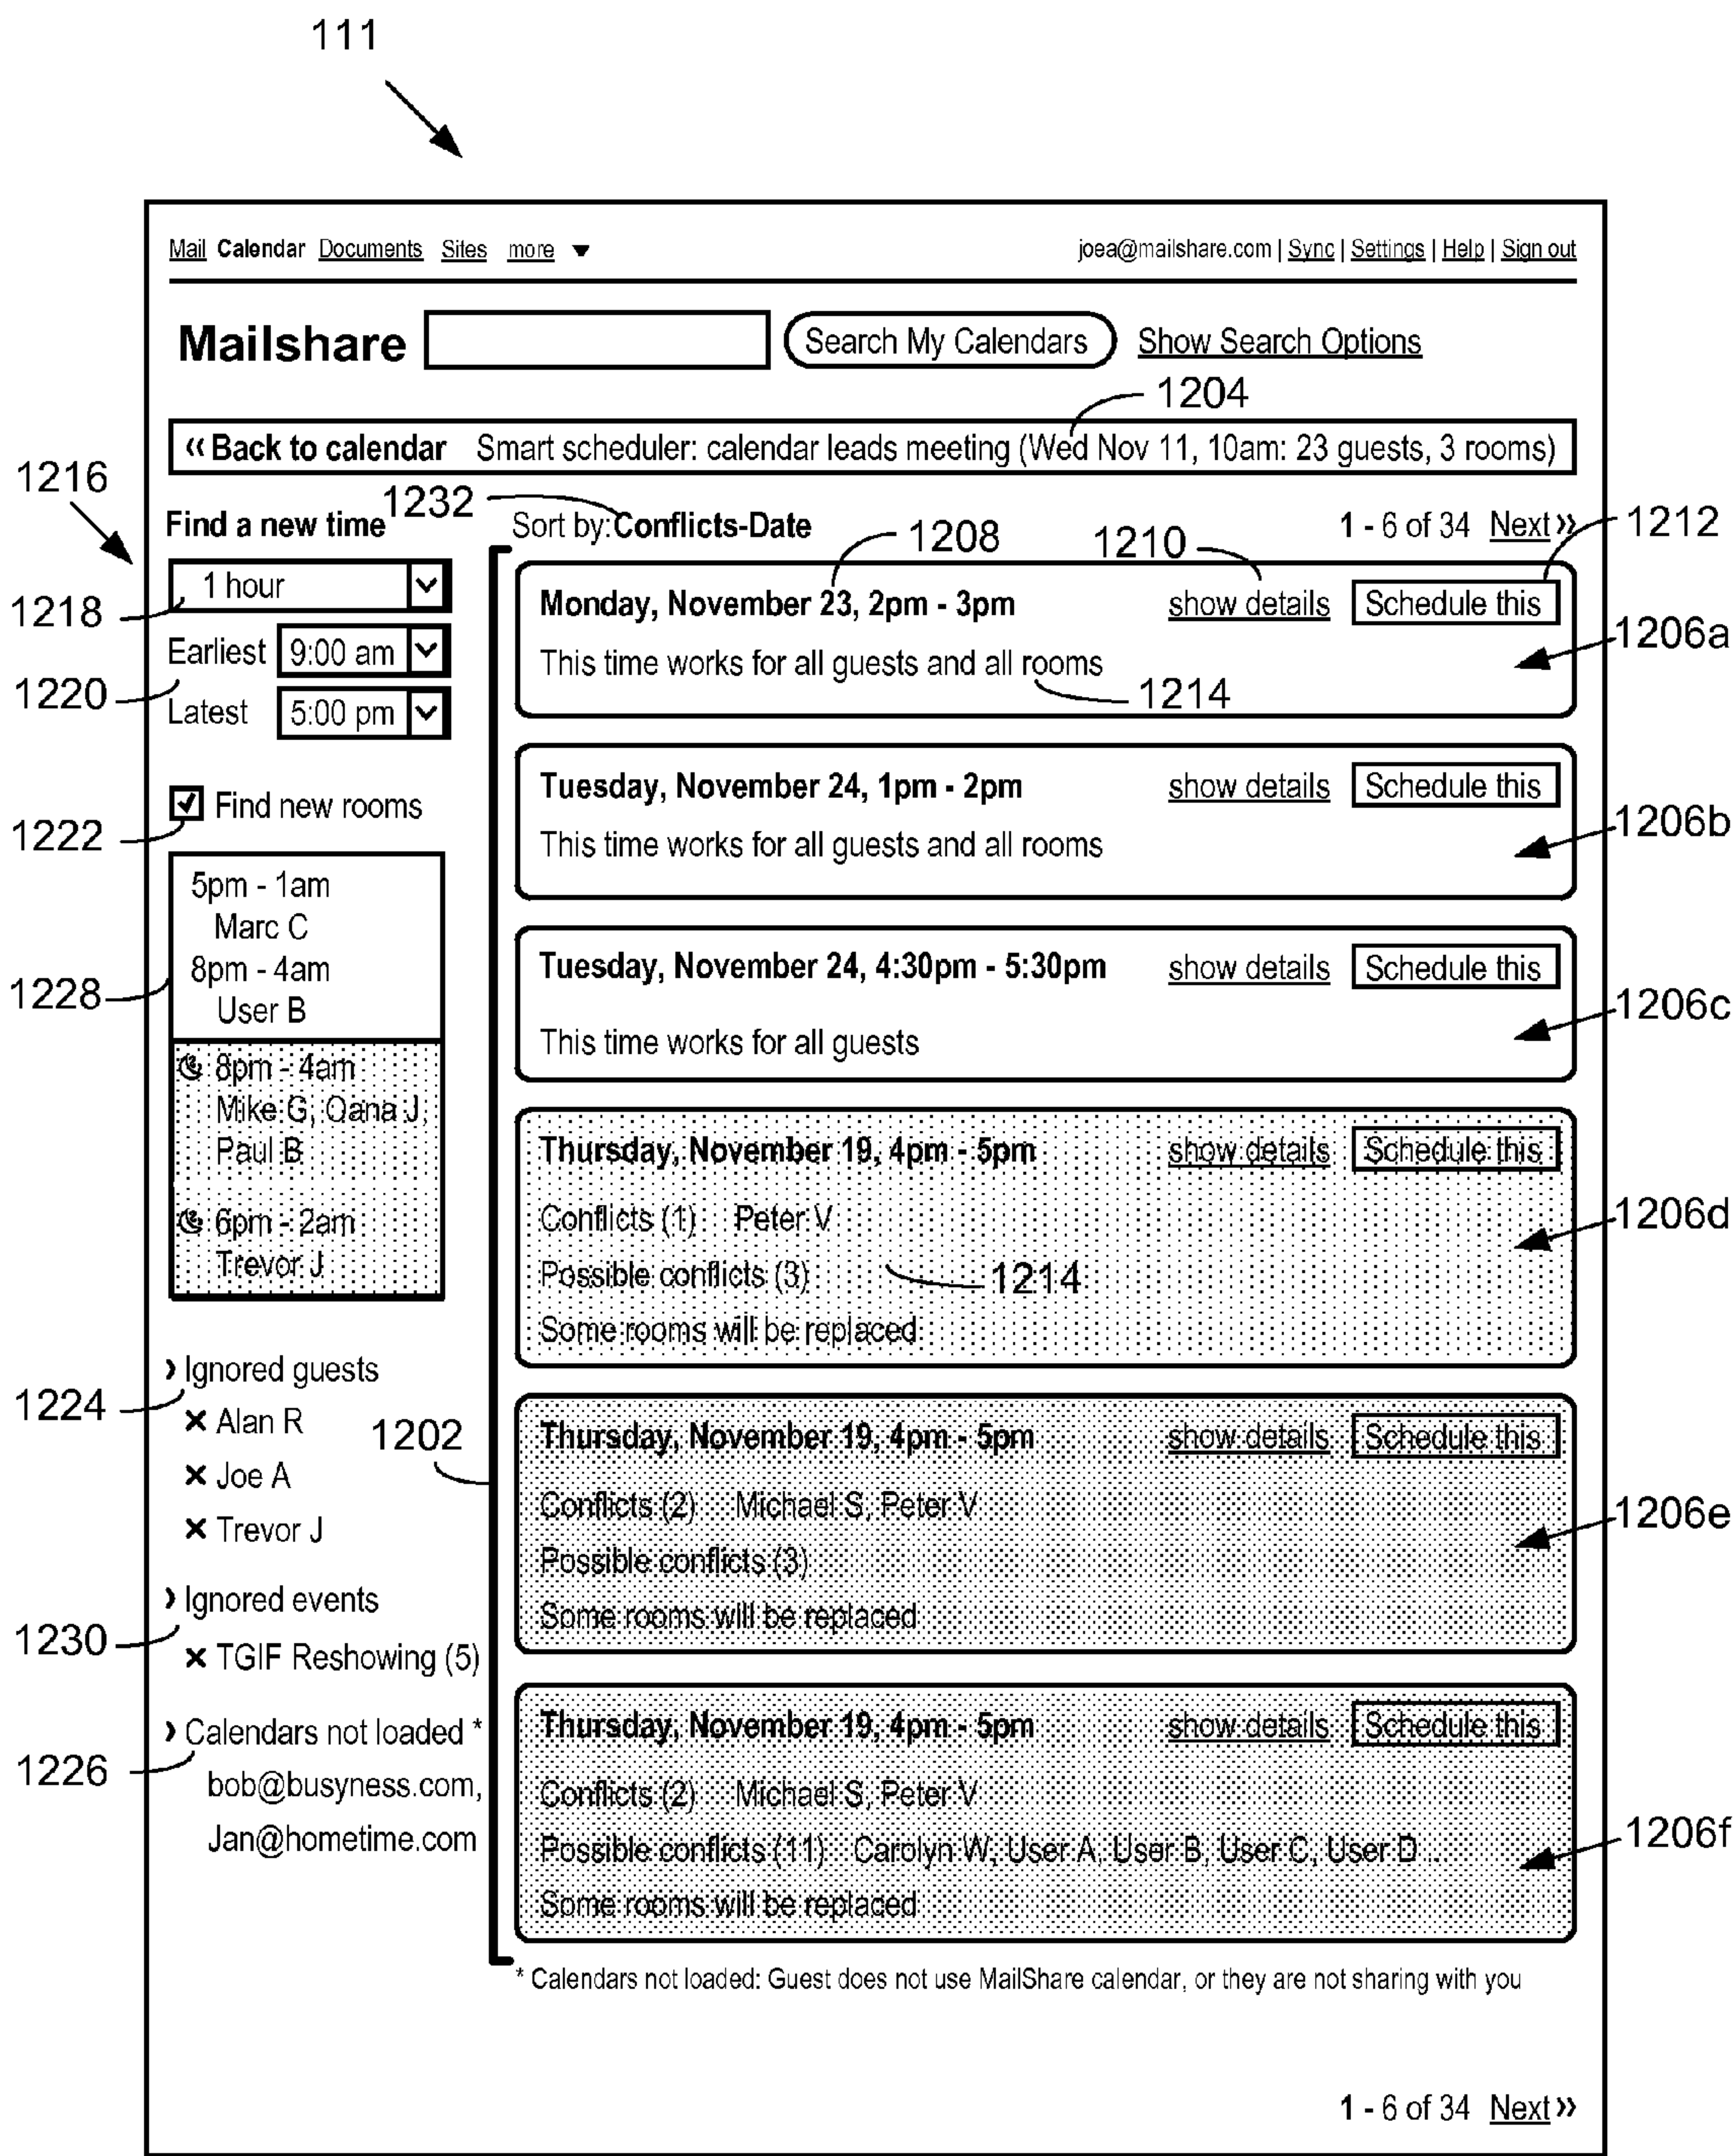 111
Mail Calendar Documents Sites more ▼ joea@mailshare.com | Sync | Settings | Help | Sign out
Mailshare Search My Calendars Show Search Options
1204
« Back to calendar Smart scheduler: calendar leads meeting (Wed Nov 11, 10am: 23 guests, 3 rooms)
1216
Find a new time
1 hour
1218
Earliest 9:00 am
1220
Latest 5:00 pm
Find new rooms
1222
5pm - 1am
Marc C
8pm - 4am
1228
User B
8pm - 4am
Mike G, Oana J,
Paul B
6pm - 2am
Trevor J
› Ignored guests
1224
× Alan R
× Joe A
× Trevor J
› Ignored events
1230
× TGIF Reshowing (5)
› Calendars not loaded *
1226
bob@busyness.com,
Jan@hometime.com
1232
Sort by:Conflicts-Date 1 - 6 of 34 Next »
1208
1210
1212
Monday, November 23, 2pm - 3pm show details Schedule this
1206a
This time works for all guests and all rooms
1214
Tuesday, November 24, 1pm - 2pm show details Schedule this
1206b
This time works for all guests and all rooms
Tuesday, November 24, 4:30pm - 5:30pm show details Schedule this
1206c
This time works for all guests
Thursday, November 19, 4pm - 5pm show details Schedule this
1206d
Conflicts (1) Peter V
Possible conflicts (3)
1214
Some rooms will be replaced
1202
Thursday, November 19, 4pm - 5pm show details Schedule this
1206e
Conflicts (2) Michael S, Peter V
Possible conflicts (3)
Some rooms will be replaced
Thursday, November 19, 4pm - 5pm show details Schedule this
Conflicts (2) Michael S, Peter V
1206f
Possible conflicts (11) Carolyn W, User A, User B, User C, User D ...
Some rooms will be replaced
* Calendars not loaded: Guest does not use MailShare calendar, or they are not sharing with you
1 - 6 of 34 Next »